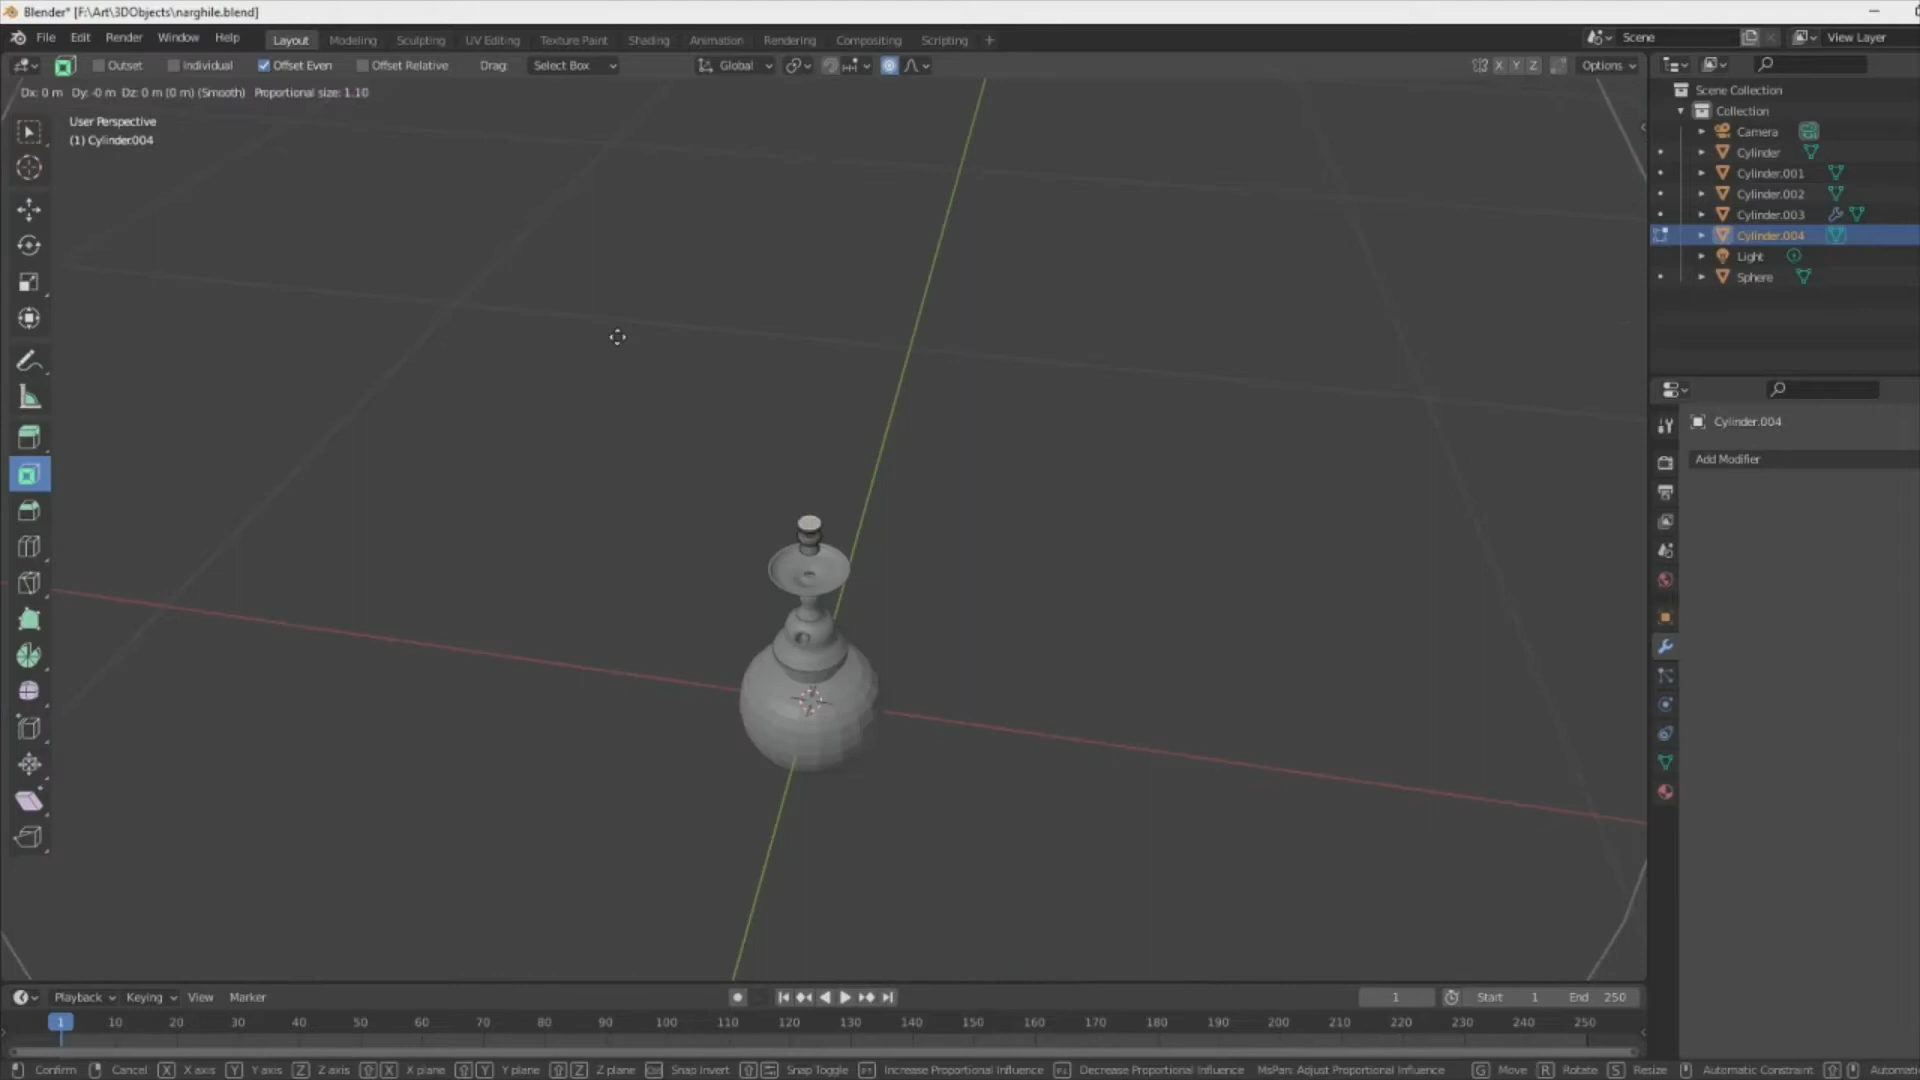 Blender* [F:\Art\3DObjects\narghile.blend]
File Edit Render Window Help Layout Modeling Sculpting UV Editing Texture Paint Shading Animation Rendering Compositing Scripting + Scene View Layer
Outset Individual Offset Even Offset Relative Drag: Select Box Global X Y Z Options
Dx: 0 m Dy: -0 m Dz: 0 m (0 m) (Smooth) Proportional size: 1.10
User Perspective
(1) Cylinder.004
Scene Collection
Collection
Camera
Cylinder
Cylinder.001
Cylinder.002
Cylinder.003
Cylinder.004
Light
Sphere
Cylinder.004
Add Modifier
Playback Keying View Marker 1 Start 1 End 250
1 10 20 30 40 50 60 70 80 90 100 110 120 130 140 150 160 170 180 190 200 210 220 230 240 250
Confirm Cancel X X axis Y Y axis Z Z axis X X plane Y Y plane Z Z plane Snap Invert Snap Toggle Increase Proportional Influence Decrease Proportional Influence MsPan: Adjust Proportional Influence G Move R Rotate S Resize Automatic Constraint Automati